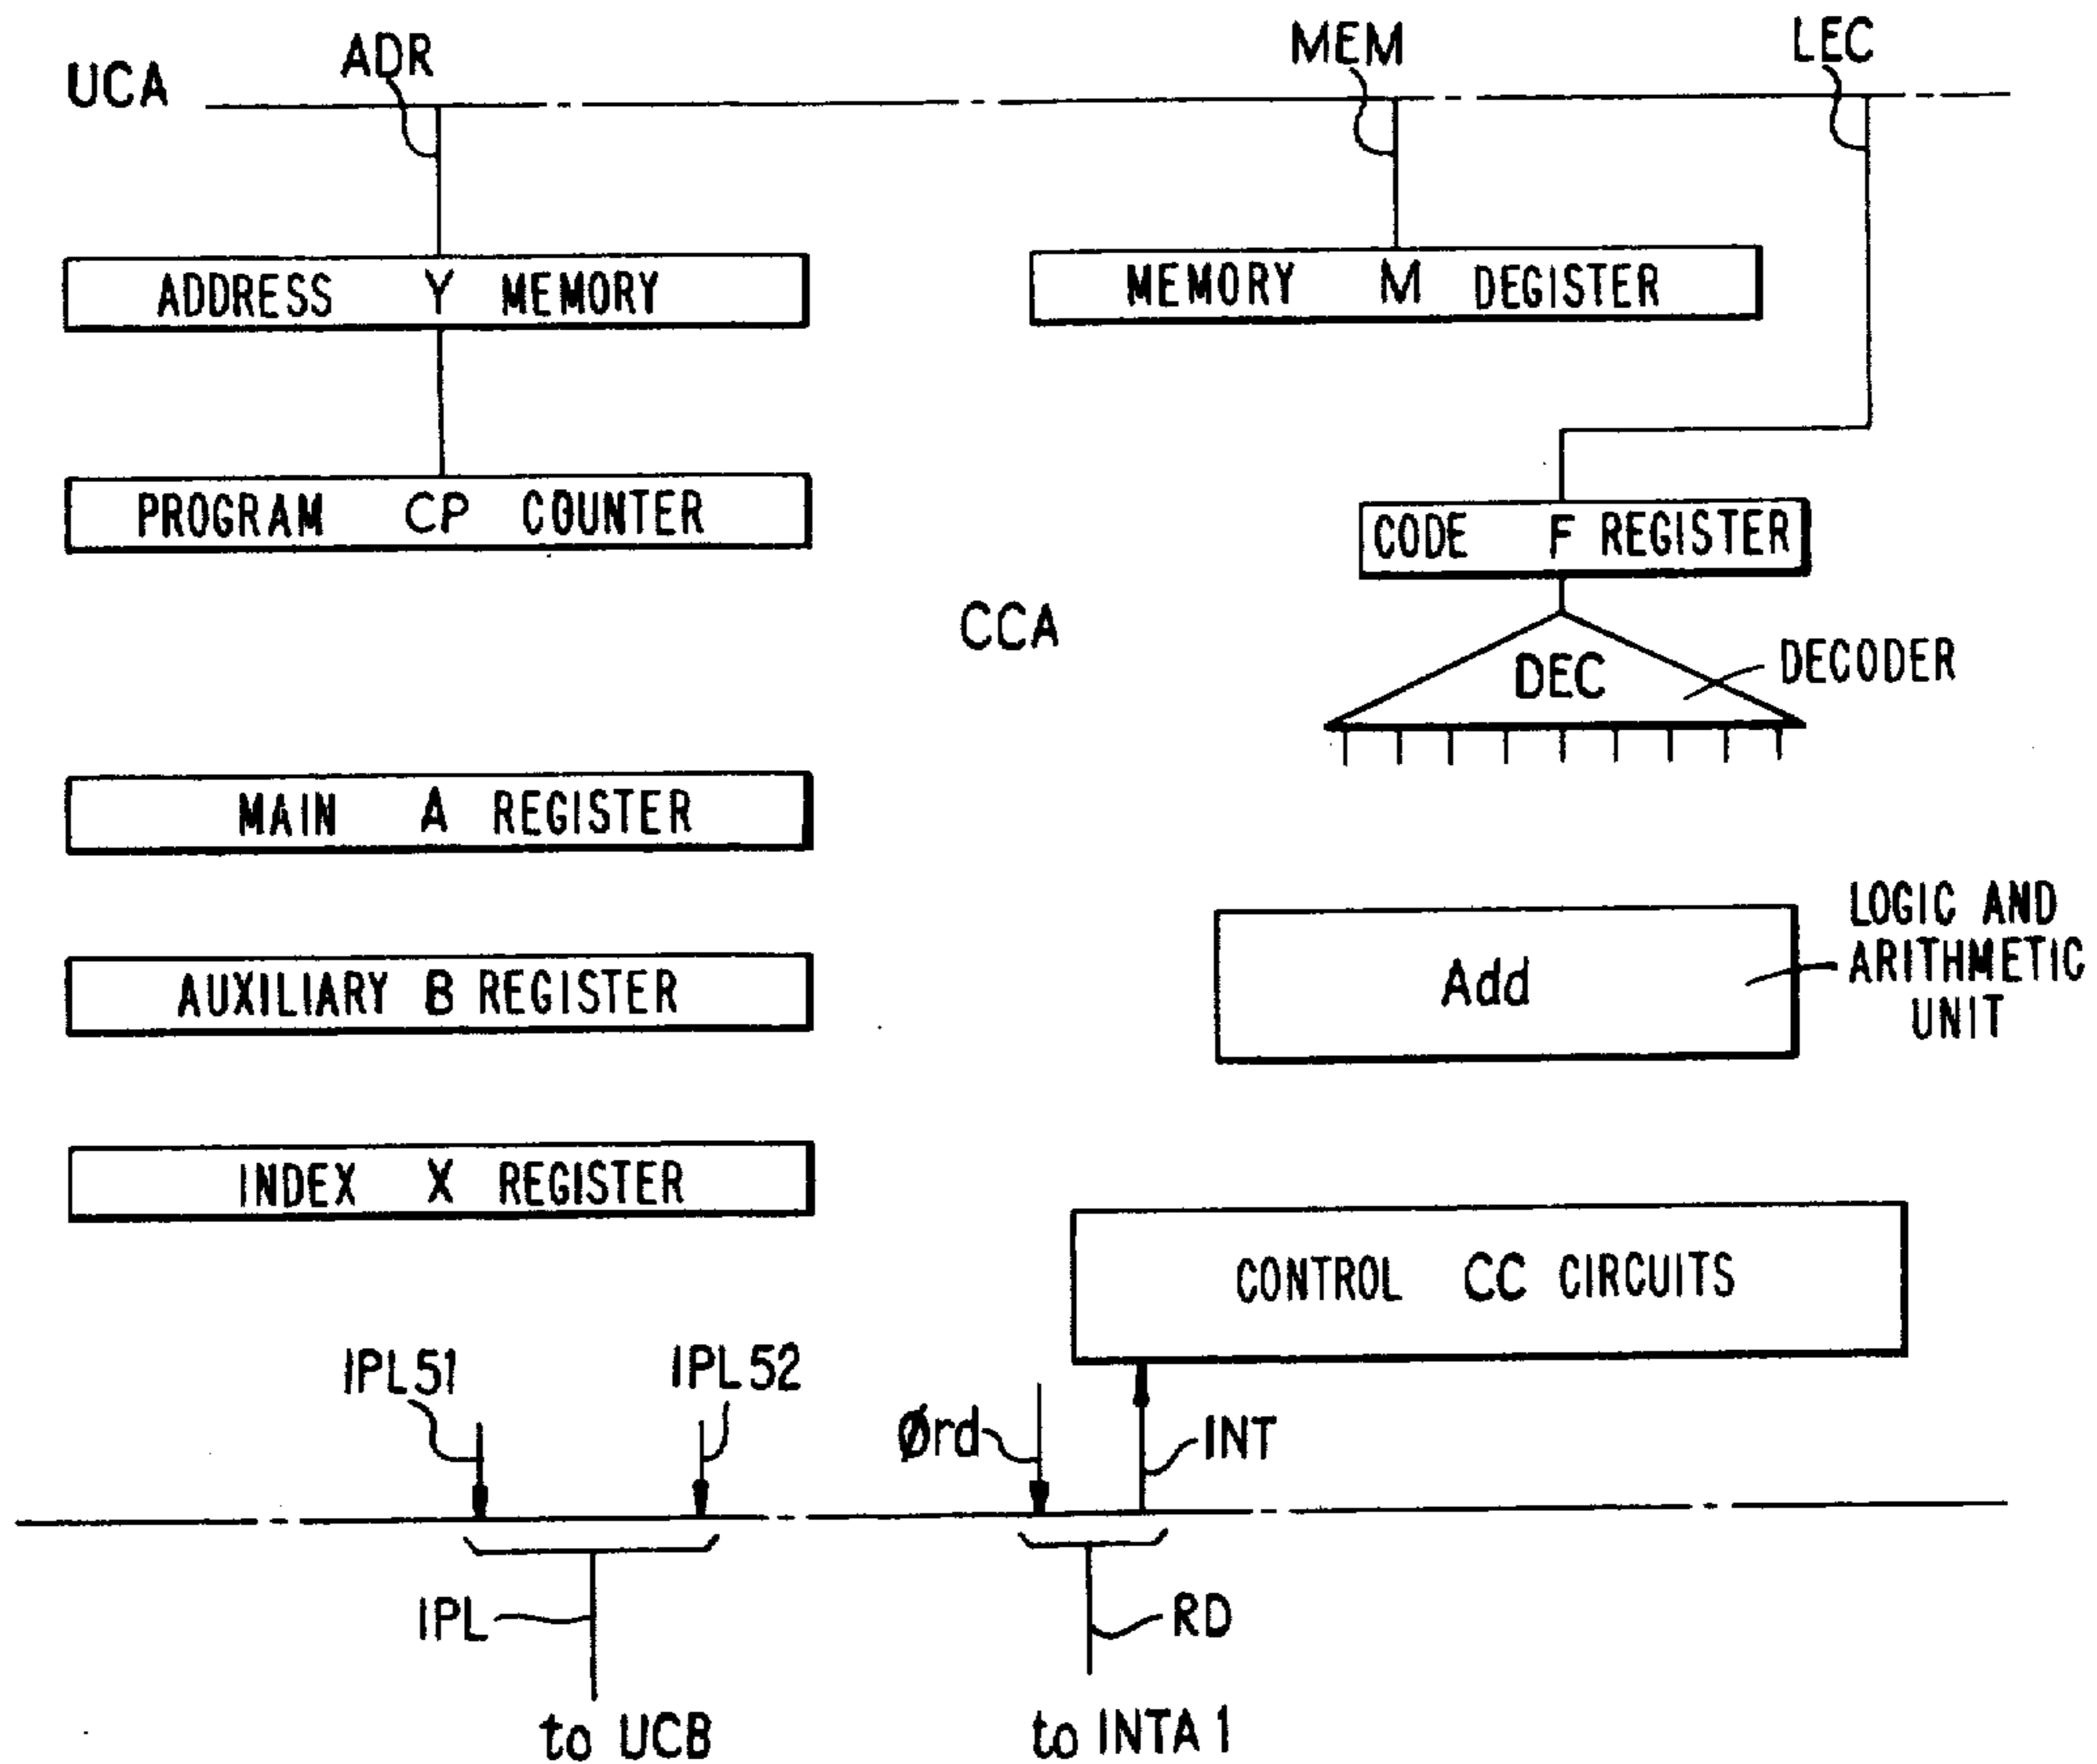 UCA
ADR
MEM
LEC
ADDRESS Y MEMORY
MEMORY M DEGISTER
PROGRAM CP COUNTER
CODE F REGISTER
CCA
DEC
DECODER
MAIN A REGISTER
LOGIC AND
ARITHMETIC
UNIT
Add
AUXILIARY B REGISTER
INDEX X REGISTER
CONTROL CC CIRCUITS
IPL51
IPL52
Ørd
INT
IPL
RD
to UCB
to INTA 1